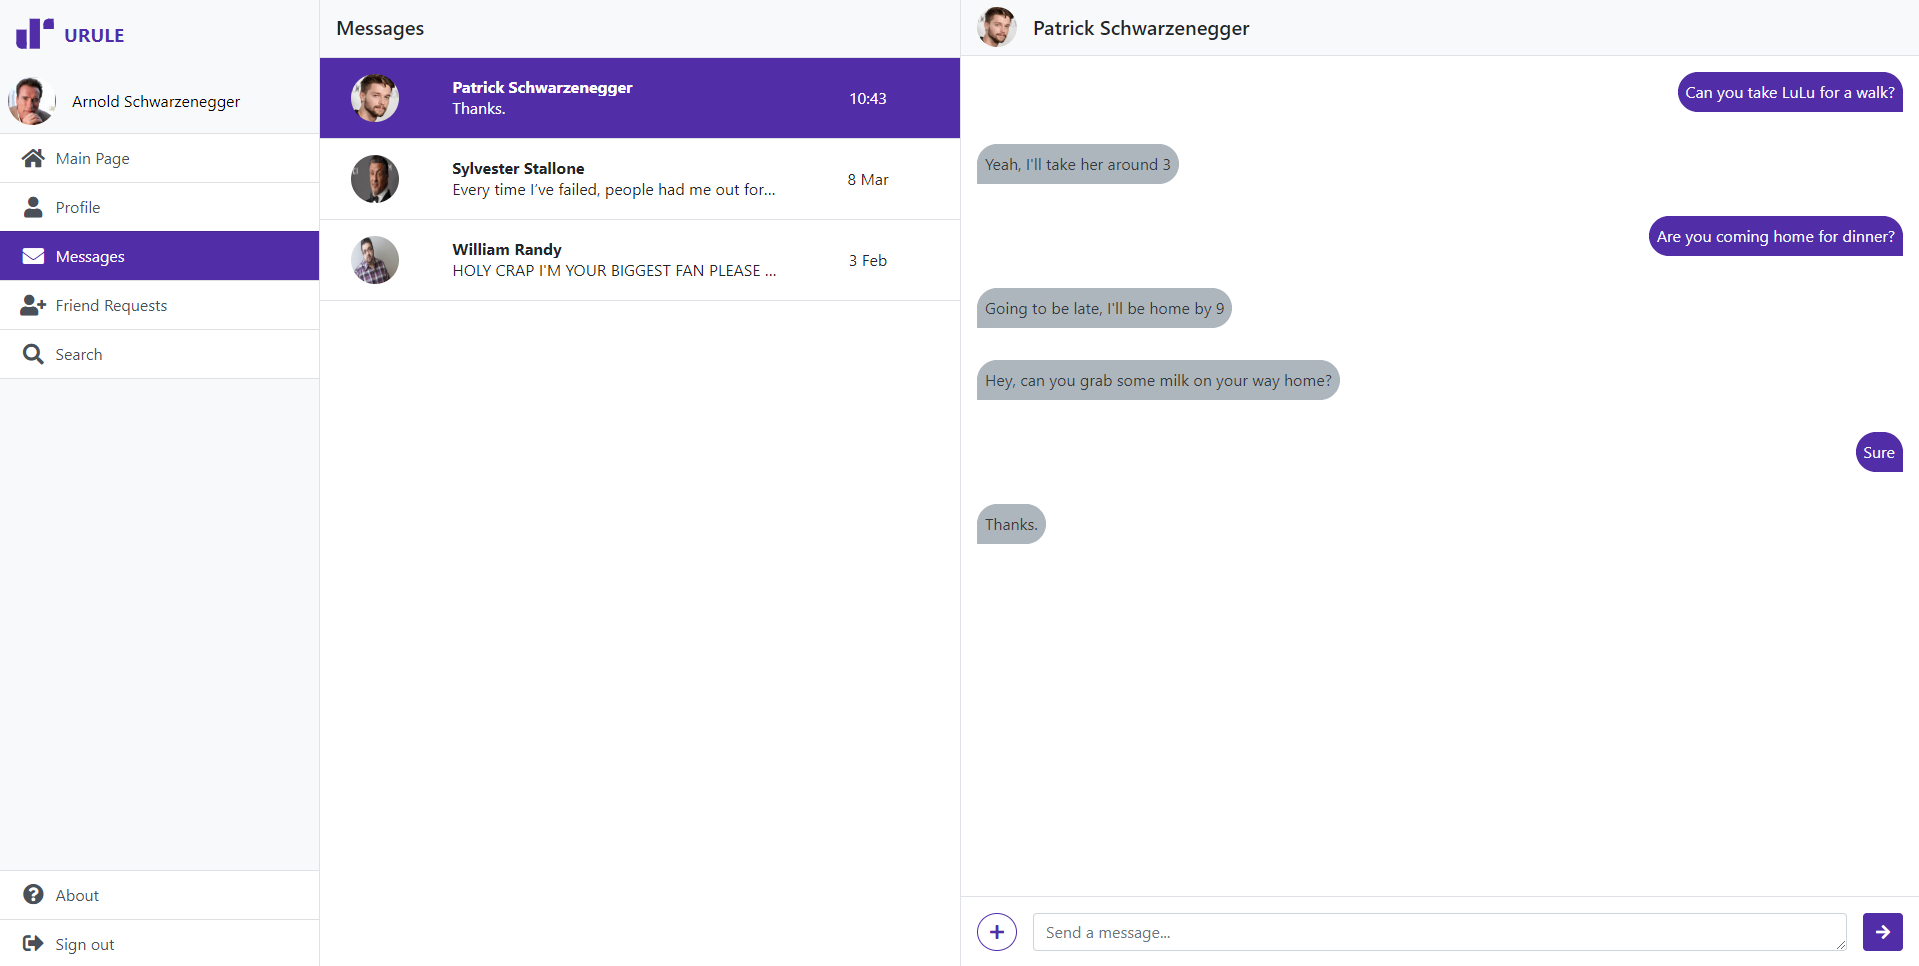 URULE
Arnold Schwarzenegger
Main Page
Profile
Messages
Friend Requests
Search
About
Sign out
Messages
Patrick Schwarzenegger
Thanks.
10:43
Sylvester Stallone
Every time I’ve failed, people had me out for...
8 Mar
William Randy
HOLY CRAP I'M YOUR BIGGEST FAN PLEASE ...
3 Feb
Patrick Schwarzenegger
Can you take LuLu for a walk?
Yeah, I'll take her around 3
Are you coming home for dinner?
Going to be late, I'll be home by 9
Hey, can you grab some milk on your way home?
Sure
Thanks.
Send a message...